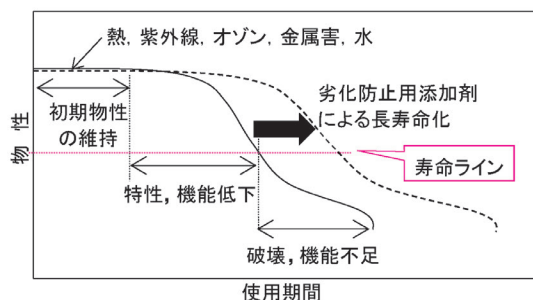 熱, 紫外線, オゾン, 金属害, 水
初期物性
の維持
劣化防止用添加剤
による長寿命化
物性
寿命ライン
特性, 機能低下
破壊, 機能不足
使用期間